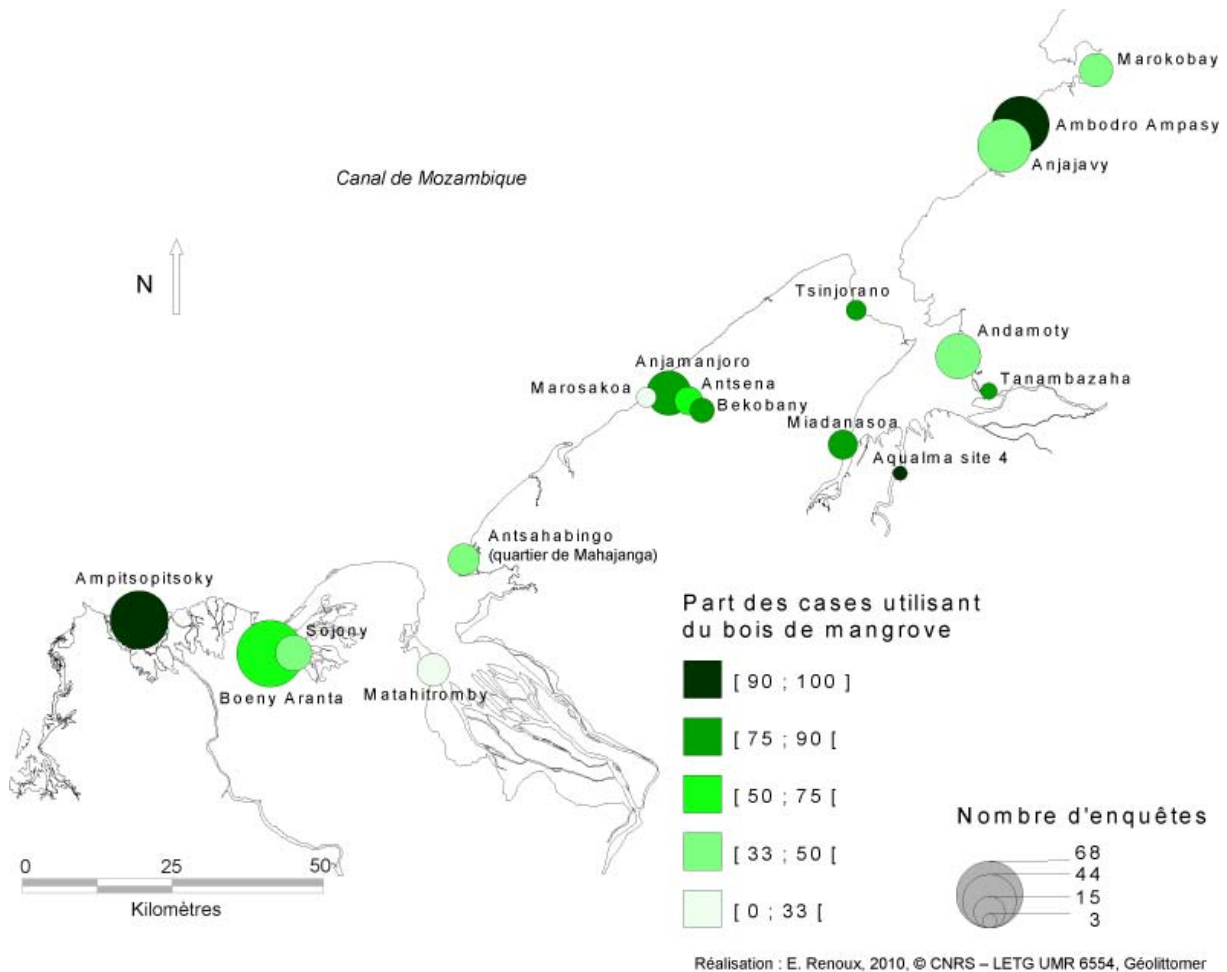 Marokobay
Ambodro Ampasy
Anjajavy
Canal de Mozambique
N
Tsinjorano
Andamoty
Anjamanjoro
Marosakoa
Antsena
Tanambazaha
Bekobany
Miadanasoa
Aqualma site 4
Antsahabingo
(quartier de Mahajanga)
Ampitsopitsoky
Sojony
Boeny Aranta
Matahitromby
Part des cases utilisant
du bois de mangrove
[ 90 ; 100 ]
[ 75 ; 90 [
[ 50 ; 75 [
[ 33 ; 50 [
[ 0 ; 33 [
Nombre d'enquêtes
68
44
15
3
0 25 50
Kilomètres
Réalisation : E. Renoux, 2010, © CNRS – LETG UMR 6554, Géolittomer